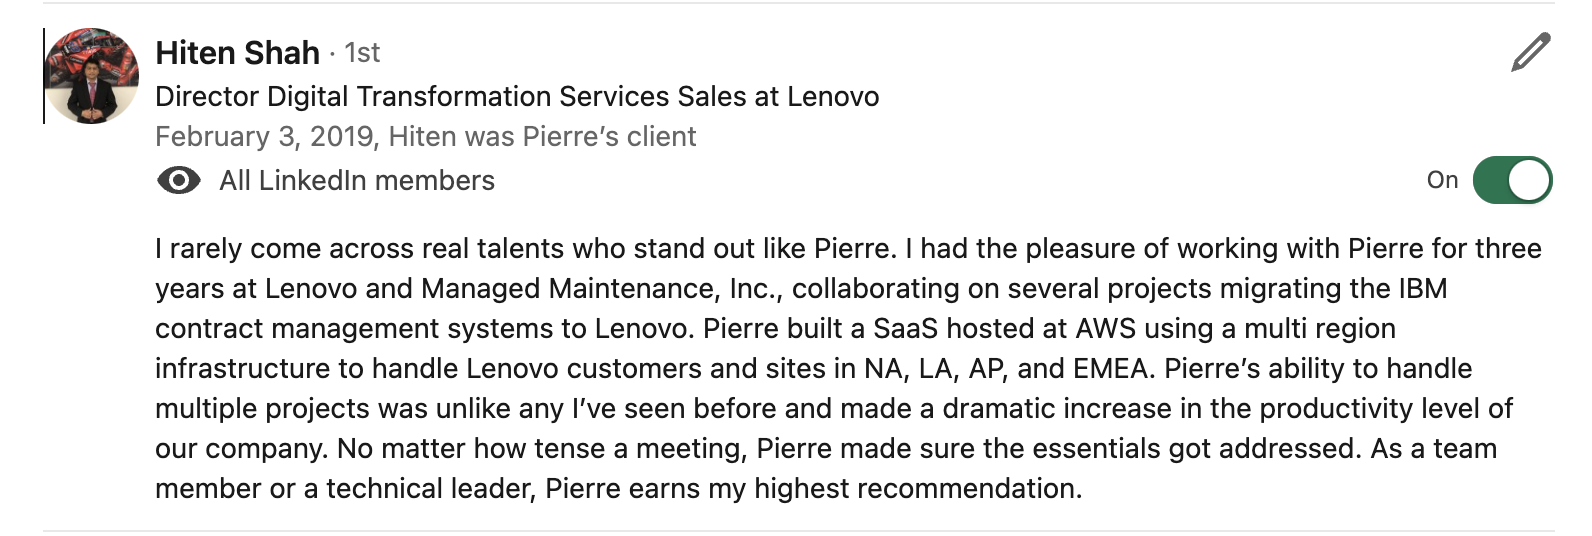 Hiten Shah · 1st
Director Digital Transformation Services Sales at Lenovo
February 3, 2019, Hiten was Pierre’s client
All LinkedIn members
On
I rarely come across real talents who stand out like Pierre. I had the pleasure of working with Pierre for three
years at Lenovo and Managed Maintenance, Inc., collaborating on several projects migrating the IBM
contract management systems to Lenovo. Pierre built a SaaS hosted at AWS using a multi region
infrastructure to handle Lenovo customers and sites in NA, LA, AP, and EMEA. Pierre’s ability to handle
multiple projects was unlike any I’ve seen before and made a dramatic increase in the productivity level of
our company. No matter how tense a meeting, Pierre made sure the essentials got addressed. As a team
member or a technical leader, Pierre earns my highest recommendation.